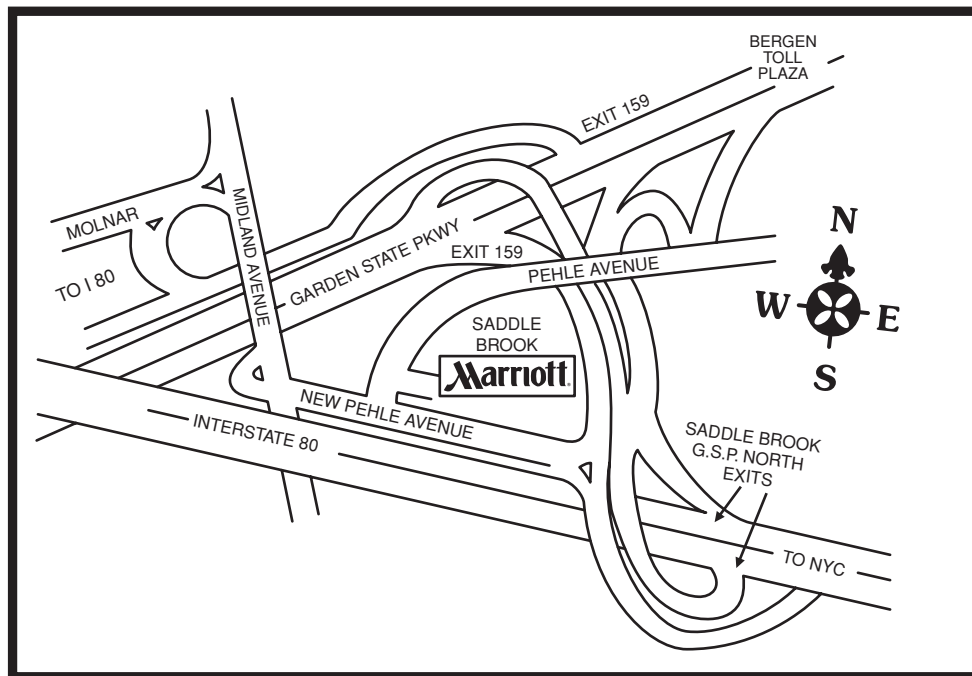 BERGEN
TOLL
PLAZA
EXIT 159
MOLNAR
MIDLAND AVENUE
TO I 80
GARDEN STATE PKWY
EXIT 159
PEHLE AVENUE
N
W
E
S
SADDLE
BROOK
Marriott
NEW PEHLE AVENUE
INTERSTATE 80
SADDLE BROOK
G.S.P. NORTH
EXITS
TO NYC